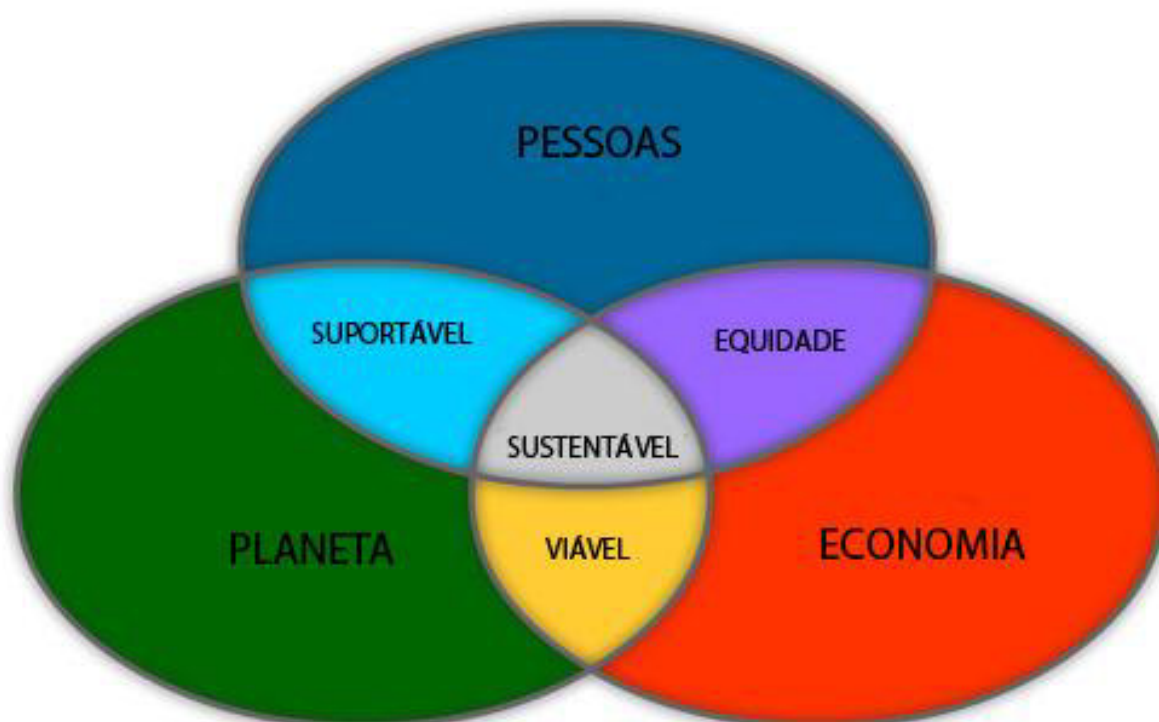 PESSOAS
SUPORTÁVEL
EQUIDADE
SUSTENTÁVEL
PLANETA
VIÁVEL
ECONOMIA